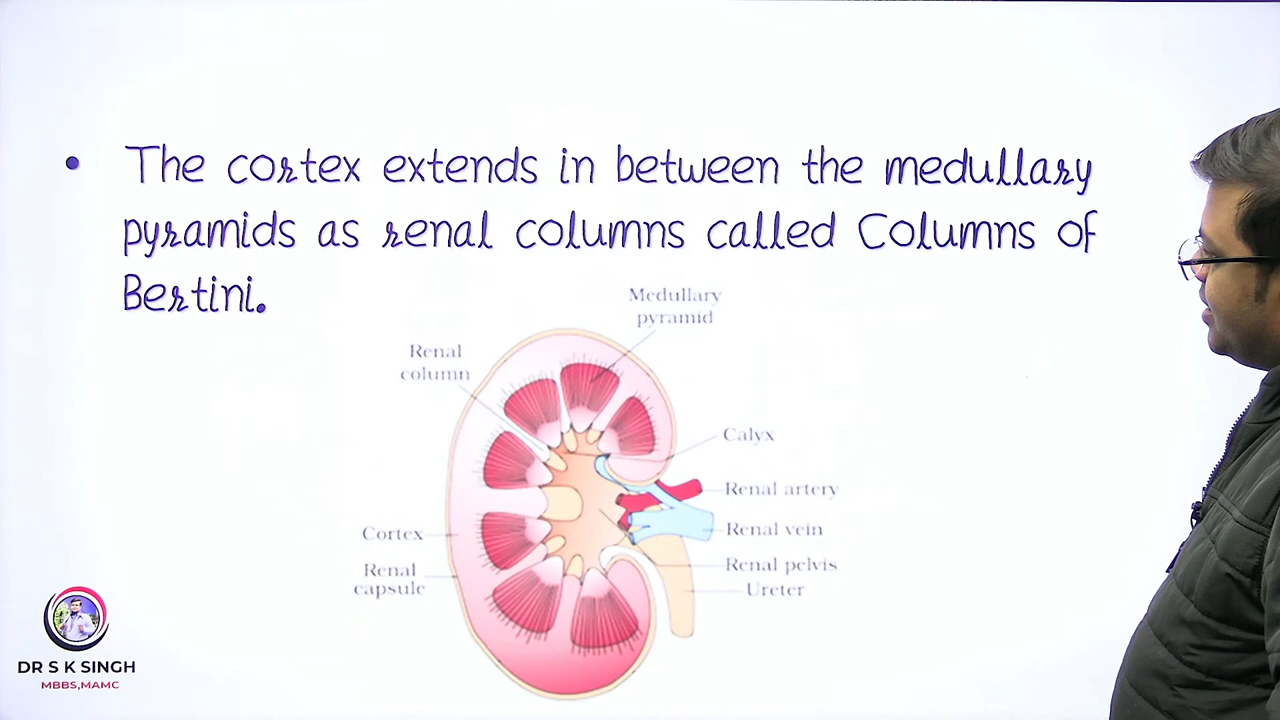 • The cortex extends in between the medullary
pyramids as renal columns called Columns of
Bertini.
Medullary
pyramid
Renal
column
Calyx
Renal artery
Cortex
Renal vein
Renal pelvis
Renal
capsule
Ureter
DR S K SINGH
MBBS,MAMC